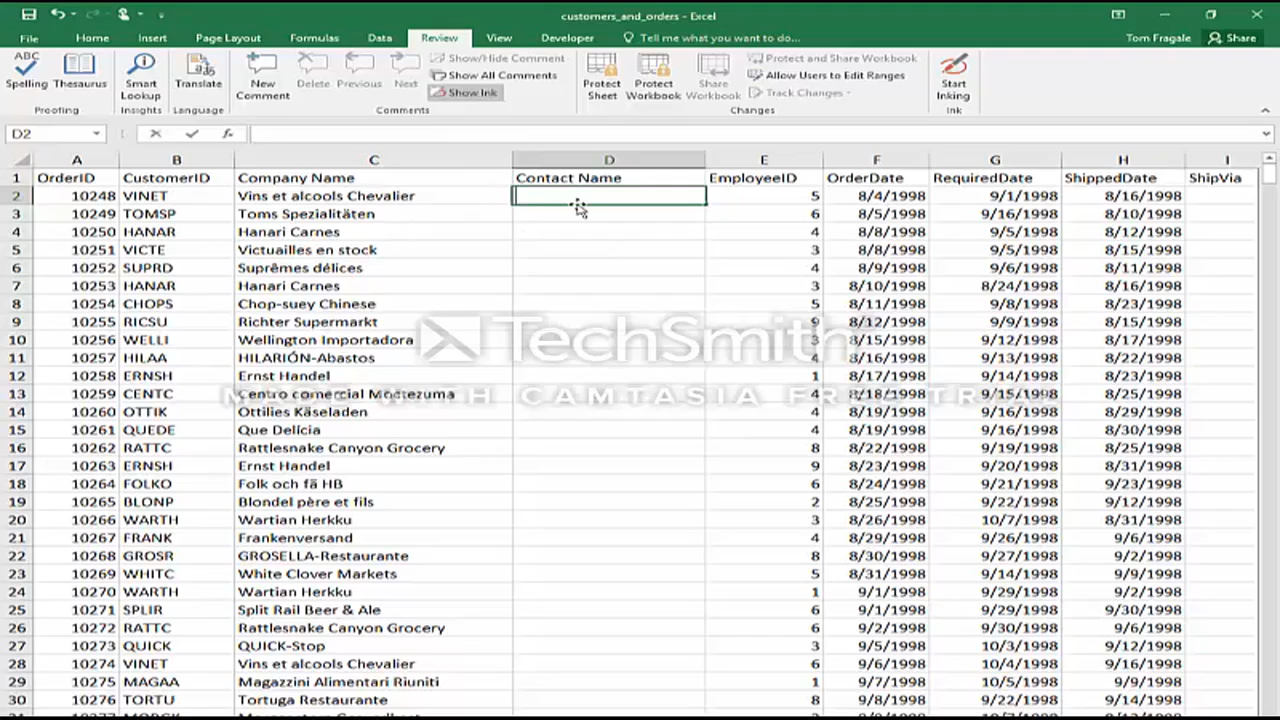 customers_and_orders - Excel
File Home Insert Page Layout Formulas Data Review View Developer Tell me what you want to do... Tom Fragale Share
ABC
Spelling Thesaurus Smart Lookup Translate New Comment Delete Previous Next Show/Hide Comment Show All Comments Show Ink Protect Sheet Protect Workbook Share Workbook Protect and Share Workbook Allow Users to Edit Ranges Track Changes Start Inking
Proofing Insights Language Comments Changes Ink
D2 fx
A B C D E F G H I
1 OrderID CustomerID Company Name Contact Name EmployeeID OrderDate RequiredDate ShippedDate ShipVia
2 10248 VINET Vins et alcools Chevalier 5 8/4/1998 9/1/1998 8/16/1998
3 10249 TOMSP Toms Spezialitäten 6 8/5/1998 9/16/1998 8/10/1998
4 10250 HANAR Hanari Carnes 4 8/8/1998 9/5/1998 8/12/1998
5 10251 VICTE Victuailles en stock 3 8/8/1998 9/5/1998 8/15/1998
6 10252 SUPRD Suprêmes délices 4 8/9/1998 9/6/1998 8/11/1998
7 10253 HANAR Hanari Carnes 3 8/10/1998 8/24/1998 8/16/1998
8 10254 CHOPS Chop-suey Chinese 5 8/11/1998 9/8/1998 8/23/1998
9 10255 RICSU Richter Supermarkt 9 8/12/1998 9/9/1998 8/15/1998
TechSmith
10 10256 WELLI Wellington Importadora 3 8/15/1998 9/12/1998 8/17/1998
11 10257 HILAA HILARIÓN-Abastos 4 8/16/1998 9/13/1998 8/22/1998
12 10258 ERNSH Ernst Handel 1 8/17/1998 9/14/1998 8/23/1998
MADE WITH CAMTASIA FREE TRIAL
13 10259 CENTC Centro comercial Moctezuma 4 8/18/1998 9/15/1998 8/25/1998
14 10260 OTTIK Ottilies Käseladen 4 8/19/1998 9/16/1998 8/29/1998
15 10261 QUEDE Que Delícia 4 8/19/1998 9/16/1998 8/30/1998
16 10262 RATTC Rattlesnake Canyon Grocery 8 8/22/1998 9/19/1998 8/25/1998
17 10263 ERNSH Ernst Handel 9 8/23/1998 9/20/1998 8/31/1998
18 10264 FOLKO Folk och fä HB 6 8/24/1998 9/21/1998 9/23/1998
19 10265 BLONP Blondel père et fils 2 8/25/1998 9/22/1998 9/12/1998
20 10266 WARTH Wartian Herkku 3 8/26/1998 10/7/1998 8/31/1998
21 10267 FRANK Frankenversand 4 8/29/1998 9/26/1998 9/6/1998
22 10268 GROSR GROSELLA-Restaurante 8 8/30/1998 9/27/1998 9/2/1998
23 10269 WHITC White Clover Markets 5 8/31/1998 9/14/1998 9/9/1998
24 10270 WARTH Wartian Herkku 1 9/1/1998 9/29/1998 9/2/1998
25 10271 SPLIR Split Rail Beer & Ale 6 9/1/1998 9/29/1998 9/30/1998
26 10272 RATTC Rattlesnake Canyon Grocery 6 9/2/1998 9/30/1998 9/6/1998
27 10273 QUICK QUICK-Stop 3 9/5/1998 10/3/1998 9/12/1998
28 10274 VINET Vins et alcools Chevalier 6 9/6/1998 10/4/1998 9/16/1998
29 10275 MAGAA Magazzini Alimentari Riuniti 1 9/7/1998 10/5/1998 9/9/1998
30 10276 TORTU Tortuga Restaurante 8 9/8/1998 9/22/1998 9/14/1998